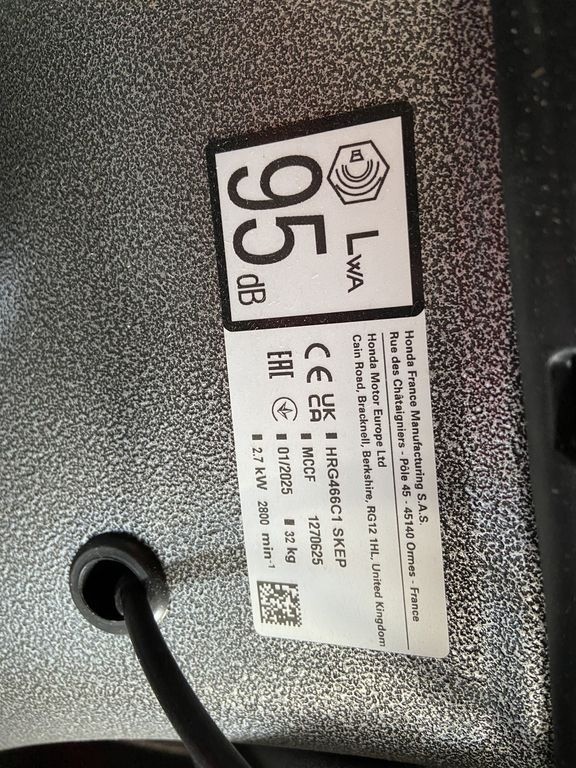 LWA
95 dB
Honda France Manufacturing S.A.S.
Rue des Châtaigniers - Pôle 45 - 45140 Ormes - France
Honda Motor Europe Ltd
Cain Road, Bracknell, Berkshire, RG12 1HL, United Kingdom
CE UK CA HRG466C1 SKEP
MCCF 1270625
EAC 01/2025 32 kg
2.7 kW 2800 min-1